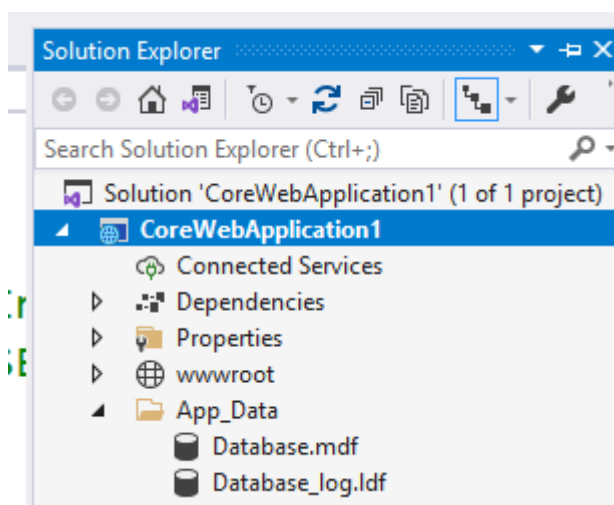 Solution Explorer
Search Solution Explorer (Ctrl+;)
Solution 'CoreWebApplication1' (1 of 1 project)
CoreWebApplication1
Connected Services
Dependencies
Properties
wwwroot
App_Data
Database.mdf
Database_log.ldf